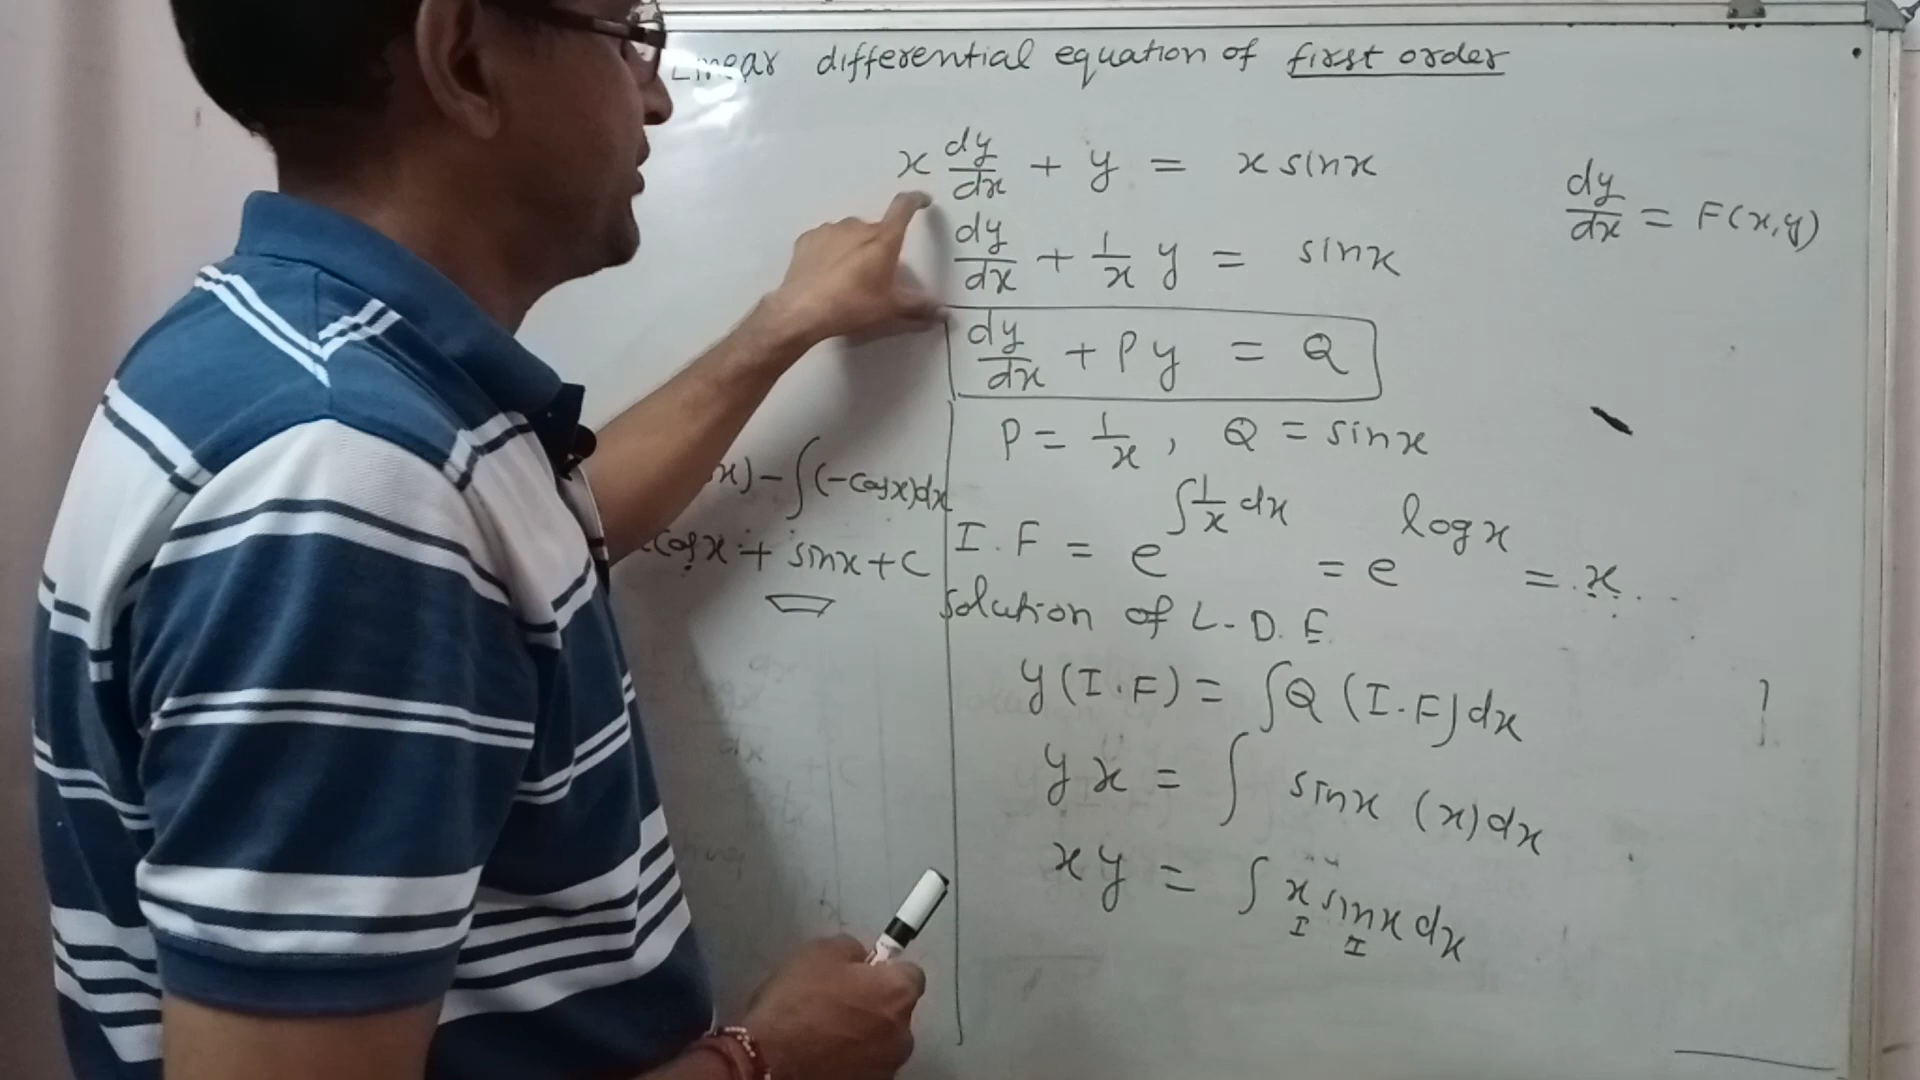 Linear differential equation of first order
x dy/dx + y = x sinx
dy/dx = F(x,y)
dy/dx + 1/x y = sinx
dy/dx + Py = Q
P = 1/x , Q = sinx
x) - ∫(-cosx)dx
cosx + sinx + C
I.F = e^∫1/x dx = e^logx = x
solution of L.D.E.
y(I.F) = ∫Q (I.F)dx
yx = ∫ sinx (x)dx
xy = ∫ x sinx dx
I I